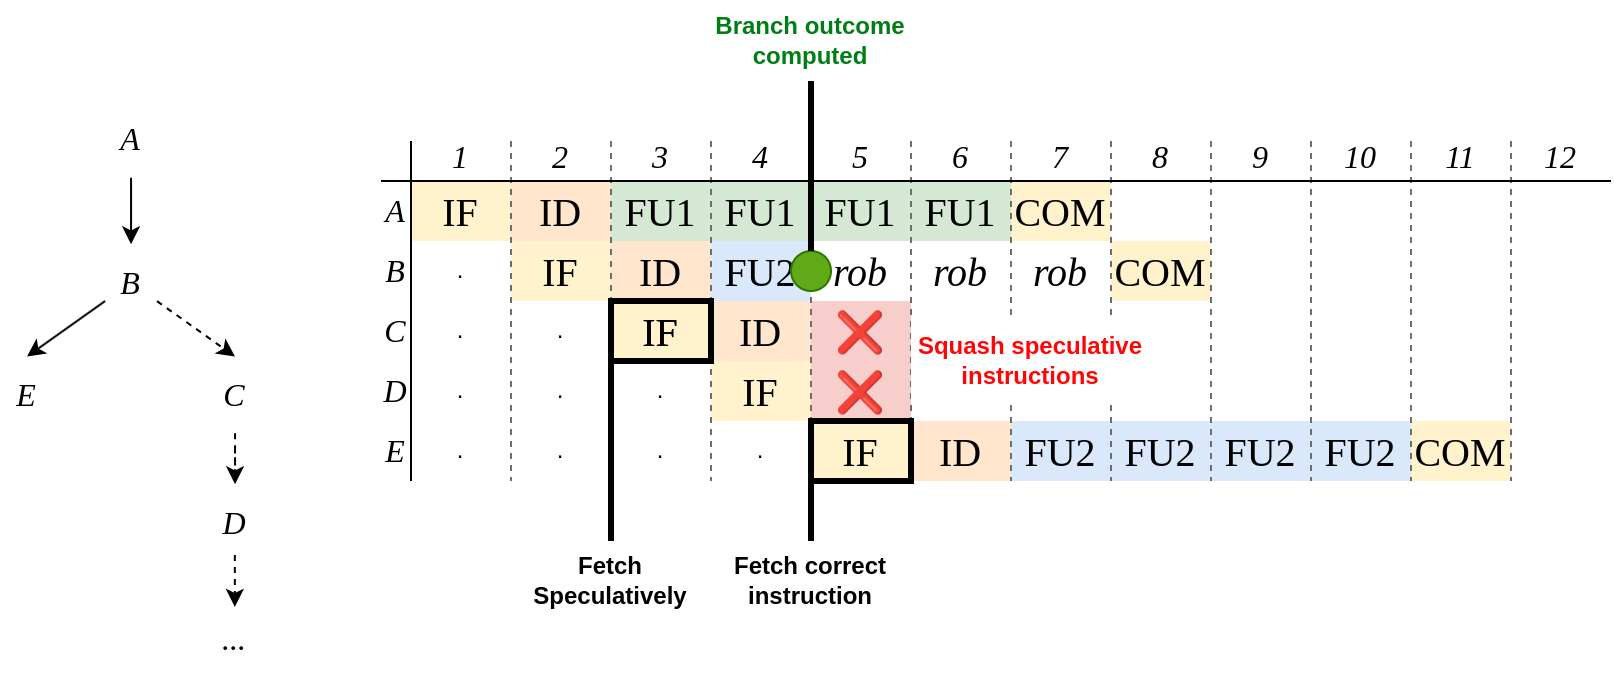 Branch outcome
computed
A
B
E
C
D
...
1 2 3 4 5 6 7 8 9 10 11 12
A IF ID FU1 FU1 FU1 FU1 COM
B . IF ID FU2 rob rob rob COM
C . . IF ID ❌
D . . . IF ❌
Squash speculative
instructions
E . . . . IF ID FU2 FU2 FU2 FU2 COM
Fetch
Speculatively
Fetch correct
instruction